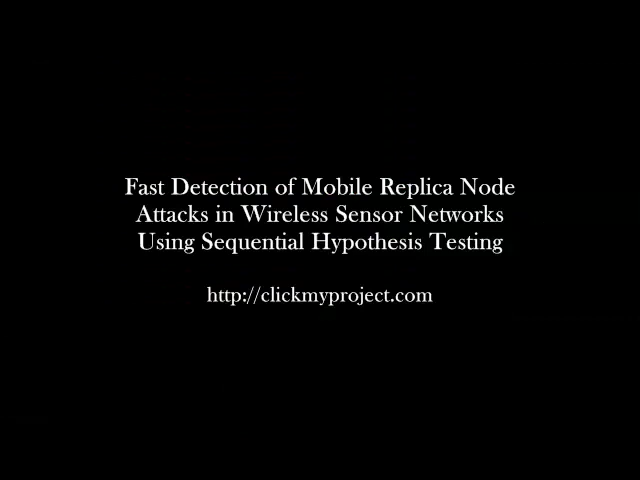 Fast Detection of Mobile Replica Node
Attacks in Wireless Sensor Networks
Using Sequential Hypothesis Testing
http://clickmyproject.com